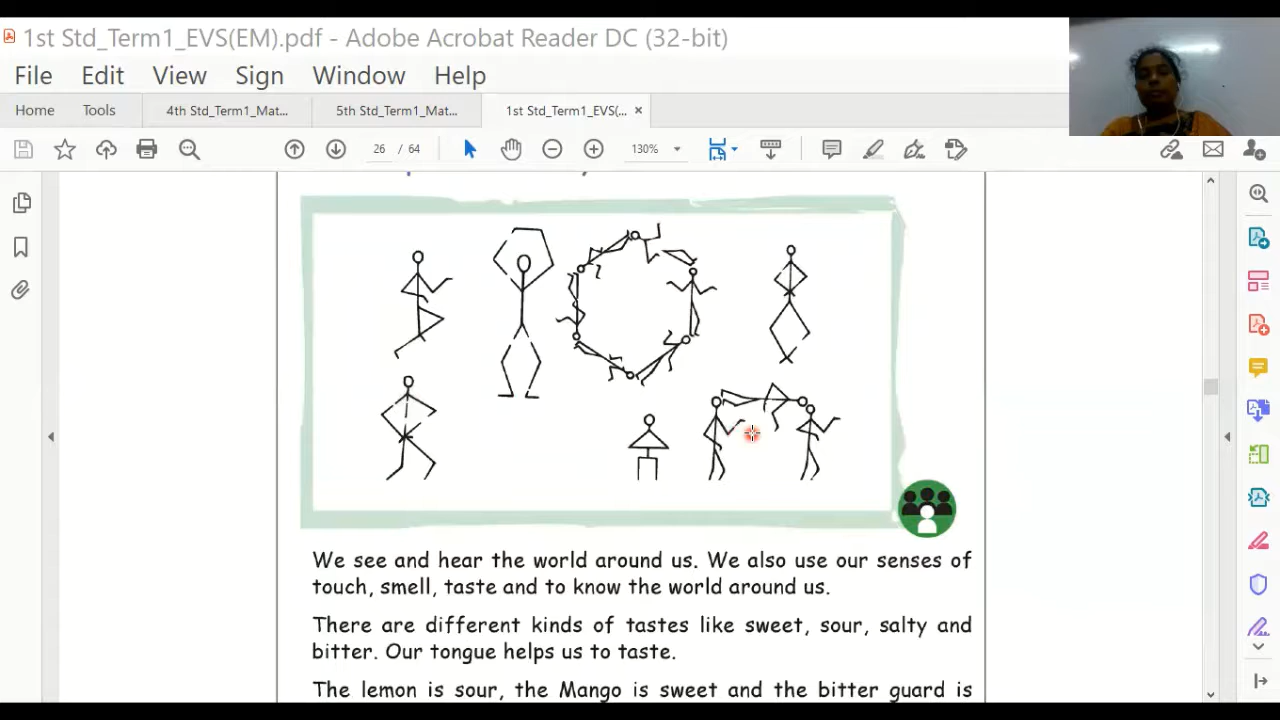 1st Std_Term1_EVS(EM).pdf - Adobe Acrobat Reader DC (32-bit)
File Edit View Sign Window Help
Home Tools 4th Std_Term1_Mat... 5th Std_Term1_Mat... 1st Std_Term1_EVS(... ×
26 / 64 130%
We see and hear the world around us. We also use our senses of
touch, smell, taste and to know the world around us.
There are different kinds of tastes like sweet, sour, salty and
bitter. Our tongue helps us to taste.
The lemon is sour, the Mango is sweet and the bitter guard is